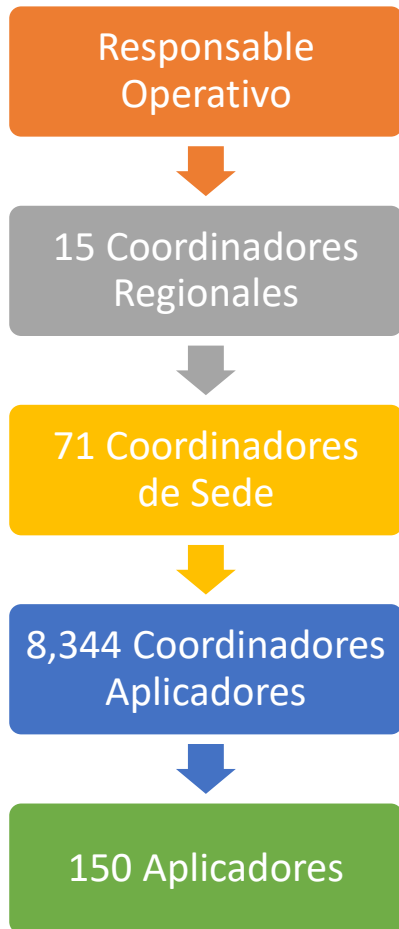 Responsable
Operativo
15 Coordinadores
Regionales
71 Coordinadores
de Sede
8,344 Coordinadores
Aplicadores
150 Aplicadores